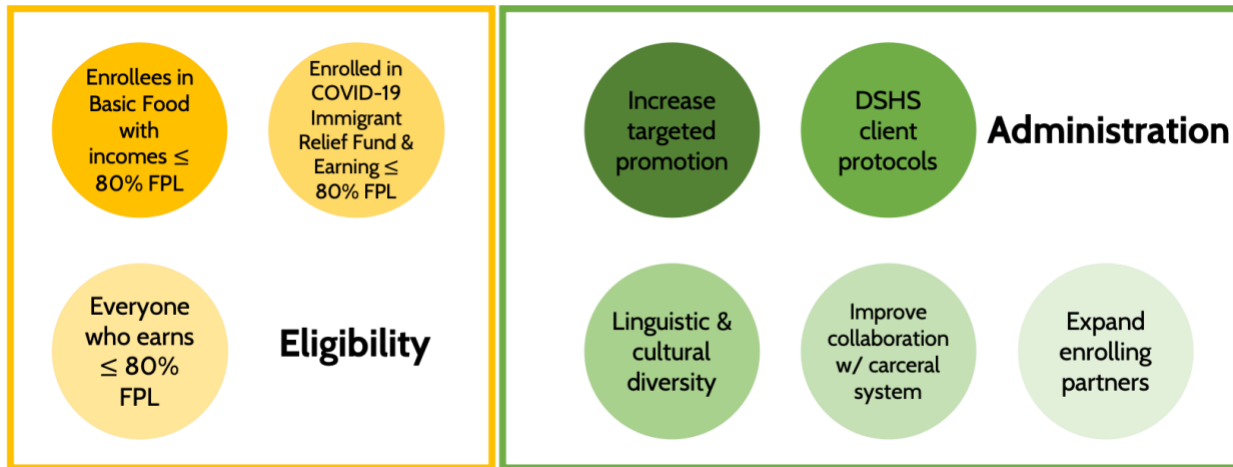 Enrollees in
Basic Food
with
incomes ≤
80% FPL
Enrolled in
COVID-19
Immigrant
Relief Fund &
Earning ≤
80% FPL
Everyone
who earns
≤ 80%
FPL
Eligibility
Increase
targeted
promotion
DSHS
client
protocols
Administration
Linguistic &
cultural
diversity
Improve
collaboration
w/ carceral
system
Expand
enrolling
partners